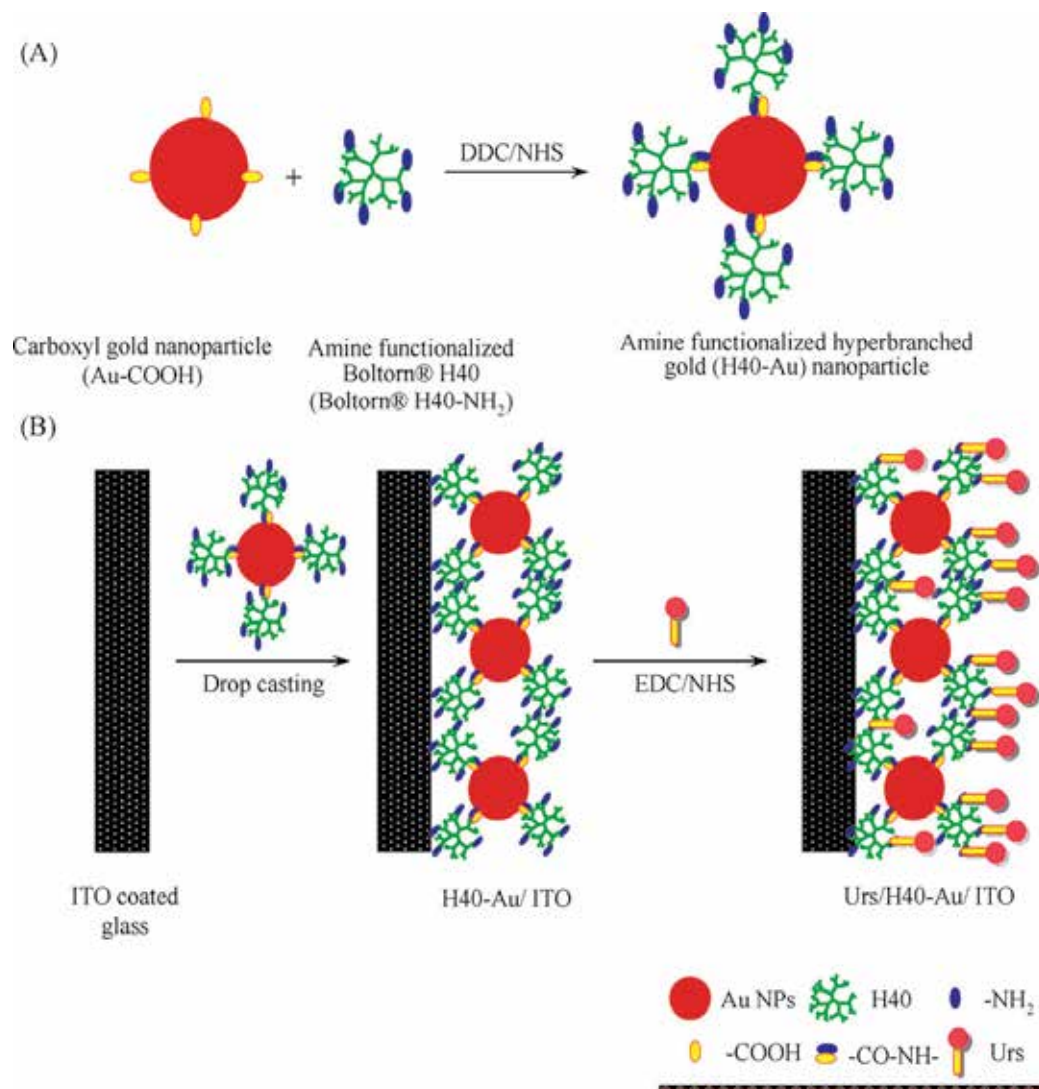 (A)
+
DDC/NHS
Carboxyl gold nanoparticle
(Au-COOH)
Amine functionalized
Boltorn® H40
(Boltorn® H40-NH₂)
Amine functionalized hyperbranched
gold (H40-Au) nanoparticle
(B)
Drop casting
EDC/NHS
ITO coated
glass
H40-Au/ ITO
Urs/H40-Au/ ITO
Au NPs H40 -NH₂
-COOH -CO-NH- Urs